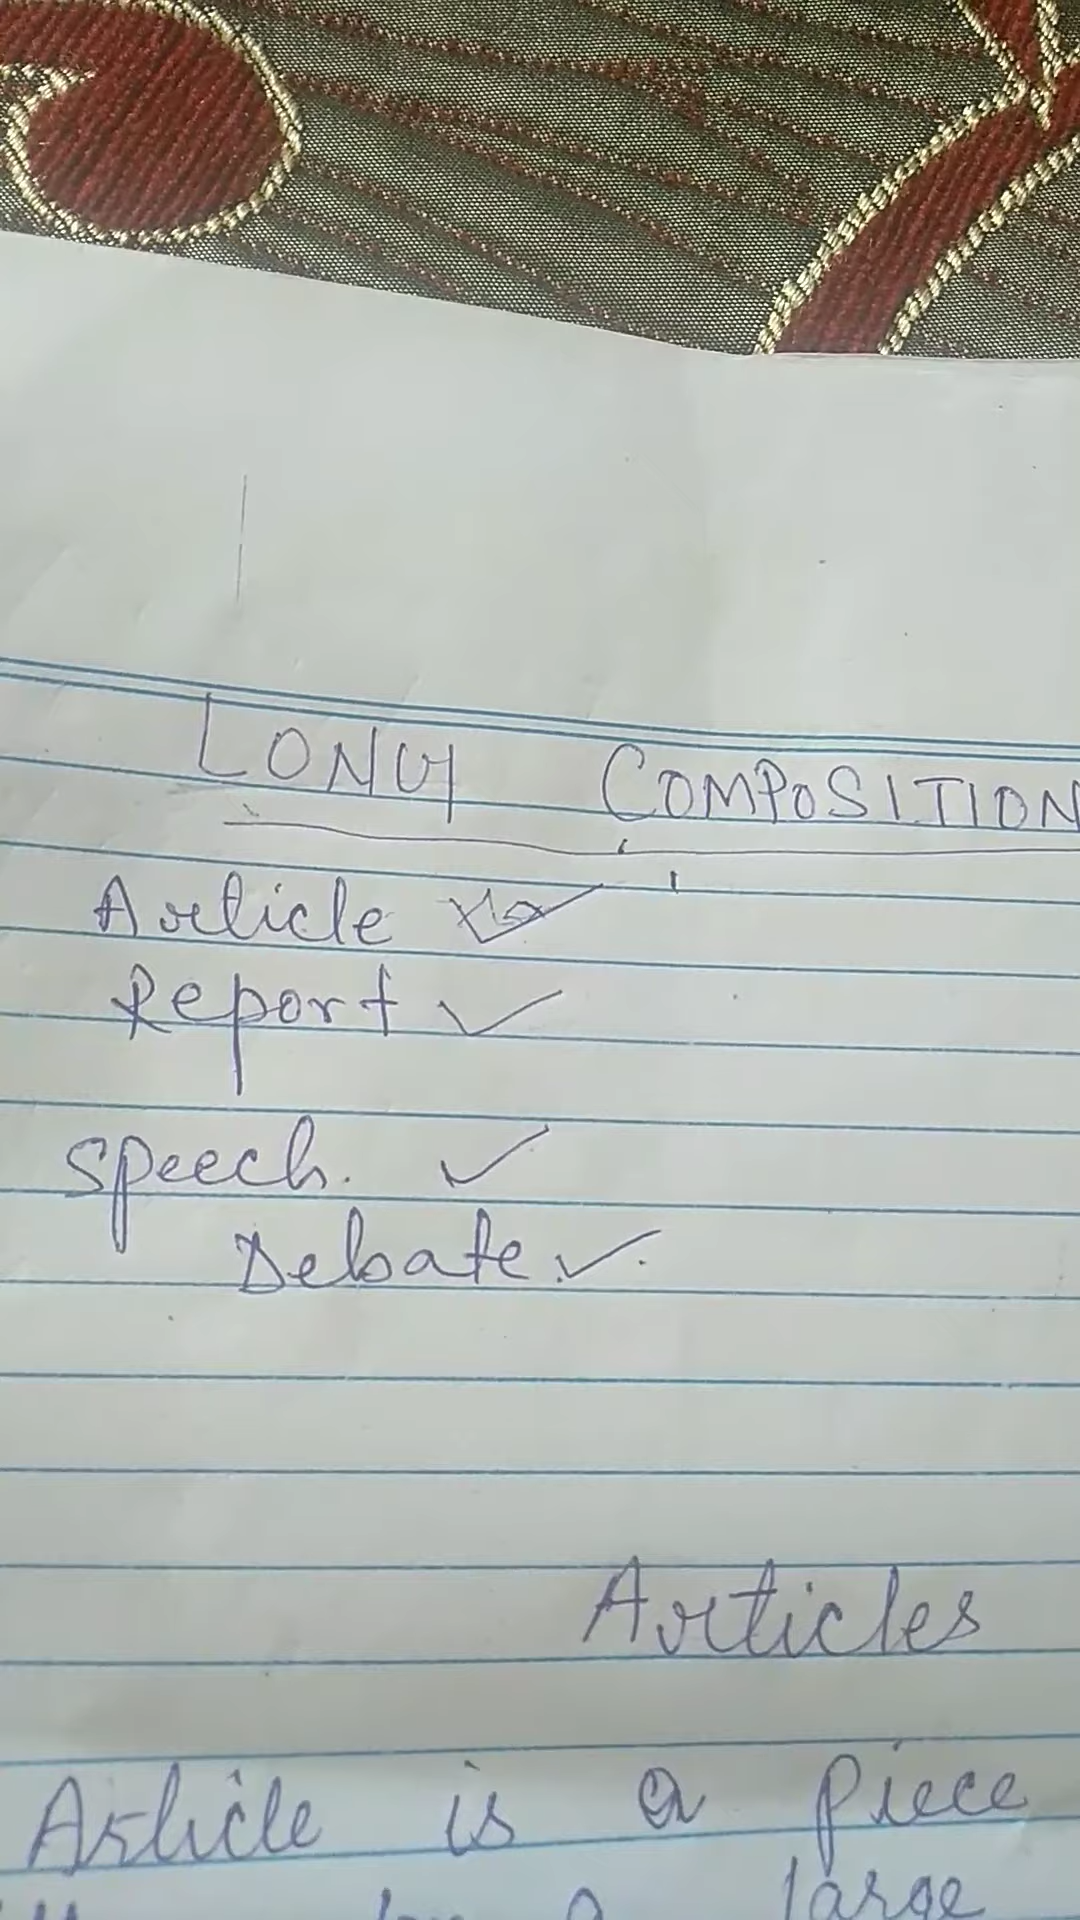 LONG COMPOSITION
Article
Report
Speech.
Debate
Articles
Article is a piece
large